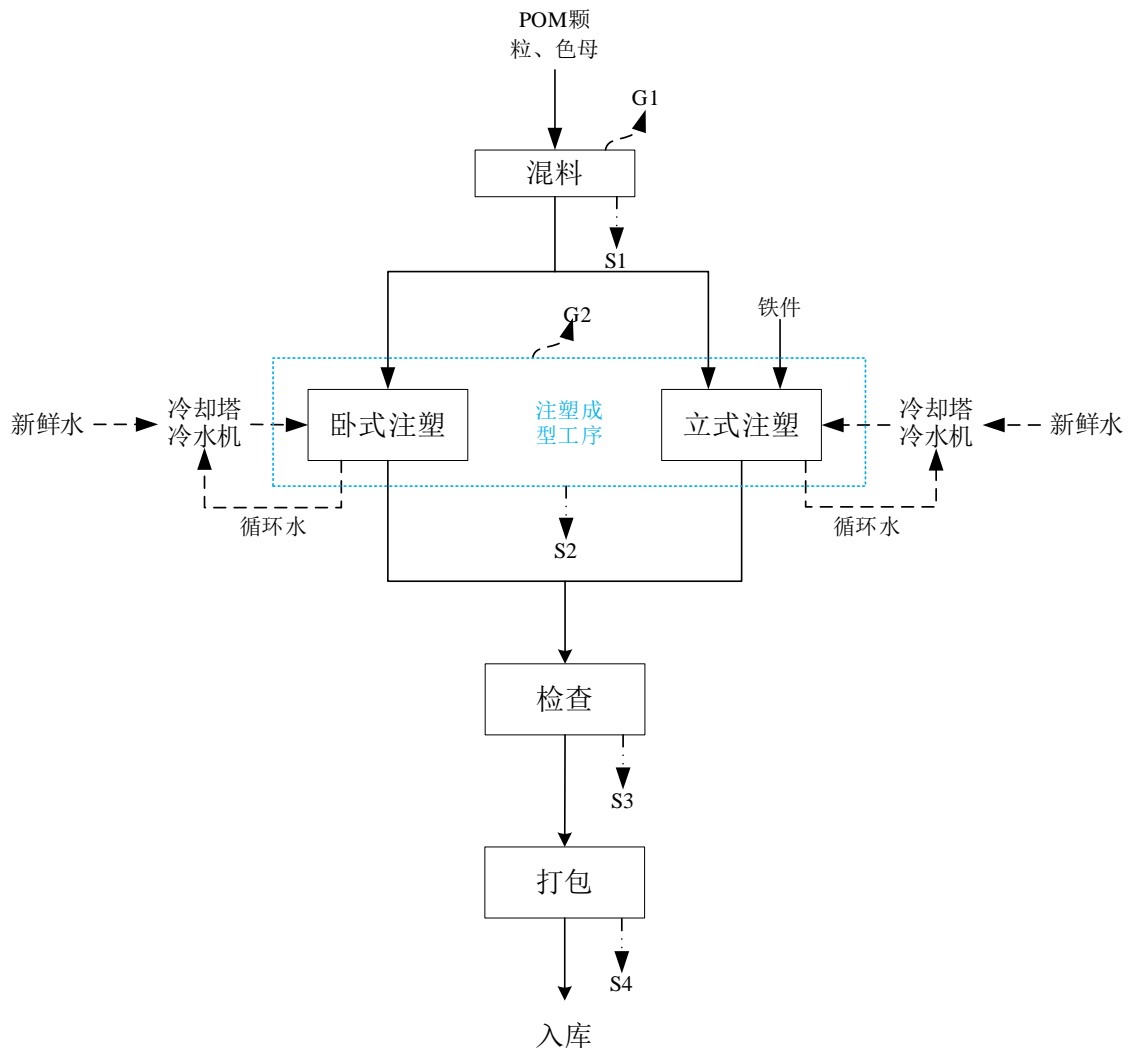 POM颗
粒、色母
G1
混料
S1
G2
铁件
新鲜水
冷却塔
冷水机
卧式注塑
注塑成
型工序
立式注塑
冷却塔
冷水机
新鲜水
循环水
循环水
S2
检查
S3
打包
S4
入库